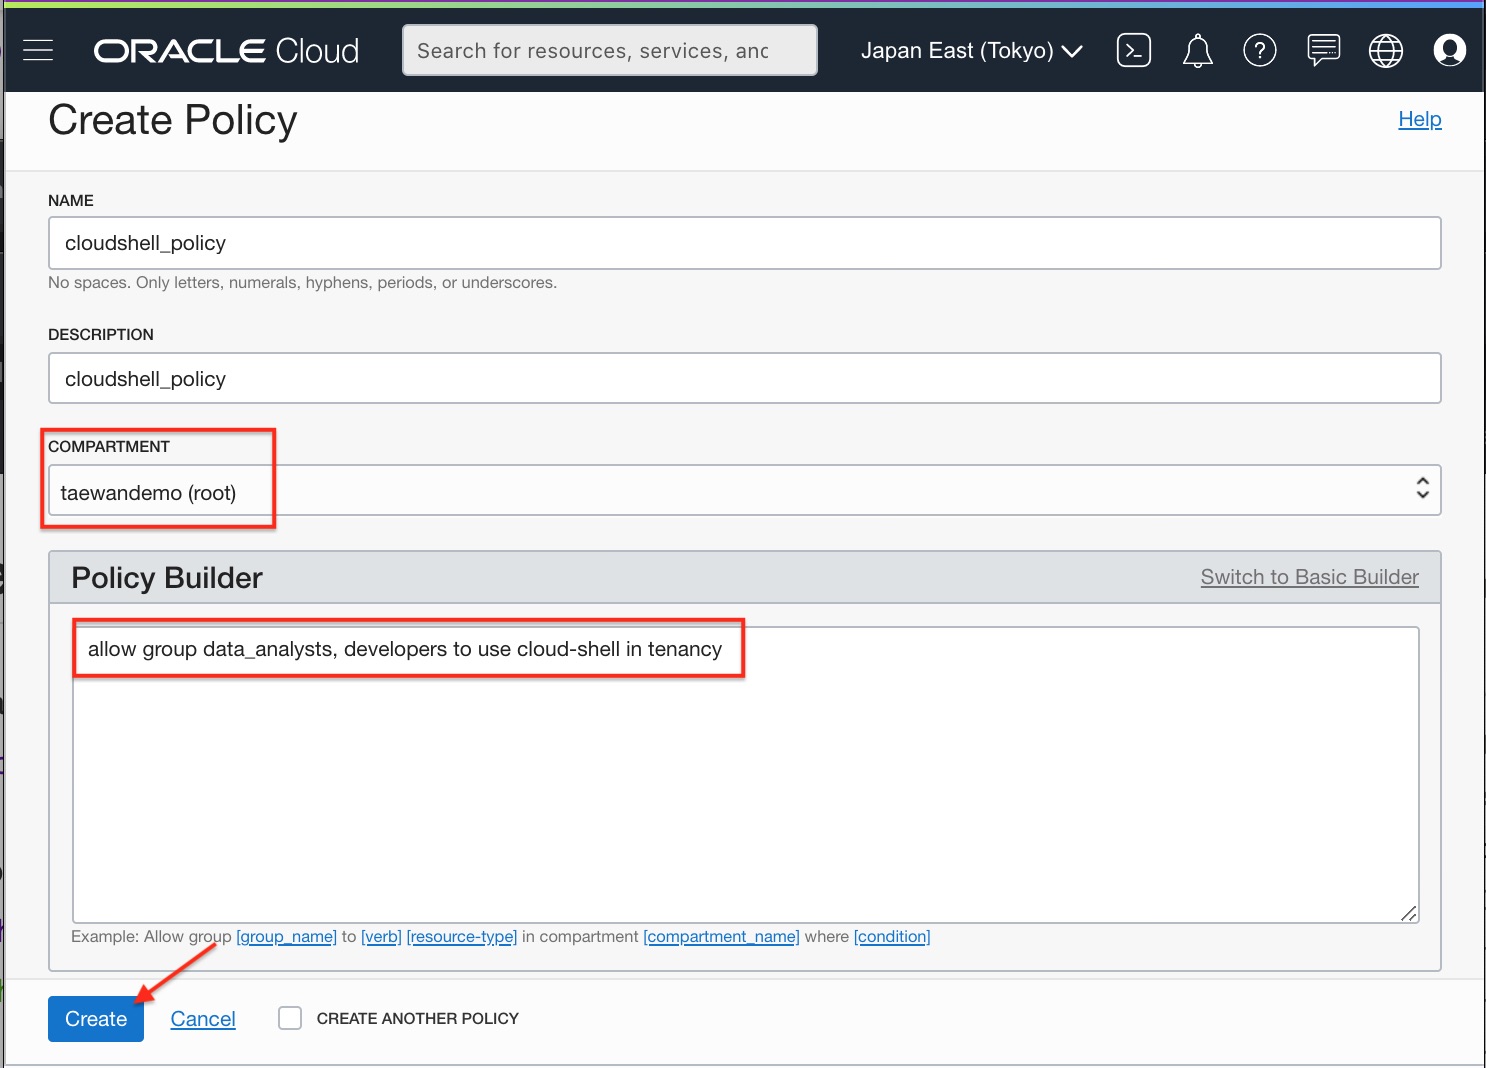 ORACLE Cloud
Search for resources, services, anc
Japan East (Tokyo)
Create Policy
Help
NAME
cloudshell_policy
No spaces. Only letters, numerals, hyphens, periods, or underscores.
DESCRIPTION
cloudshell_policy
COMPARTMENT
taewandemo (root)
Policy Builder
Switch to Basic Builder
allow group data_analysts, developers to use cloud-shell in tenancy
Example: Allow group [group_name] to [verb] [resource-type] in compartment [compartment_name] where [condition]
Create
Cancel
CREATE ANOTHER POLICY